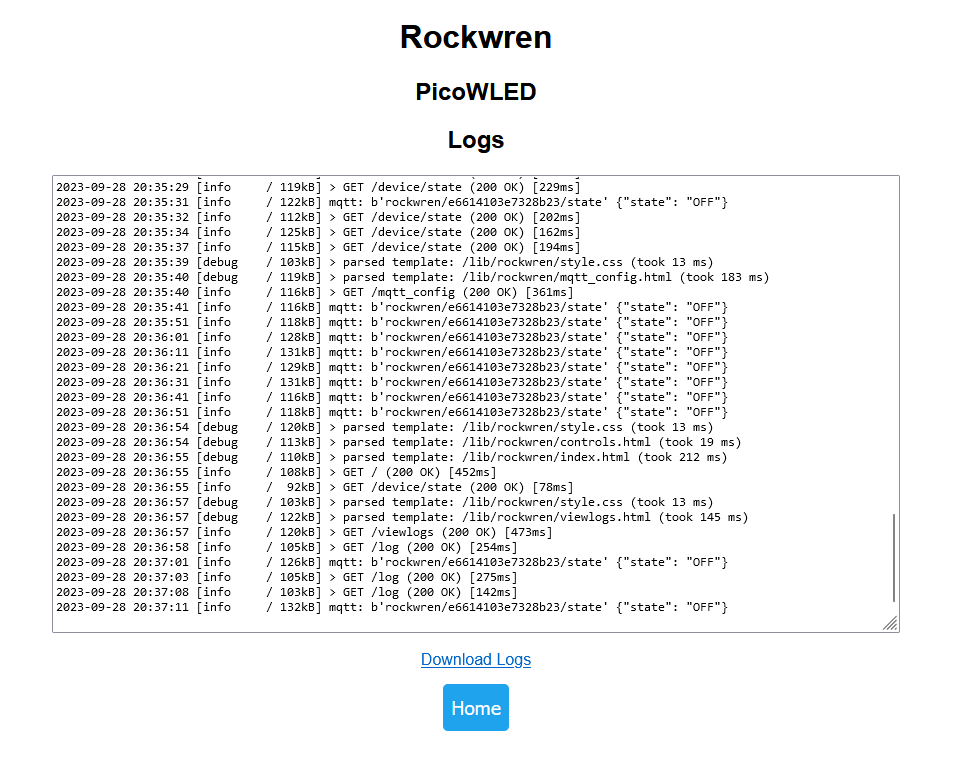 Rockwren
PicoWLED
Logs
2023-09-28 20:35:29 [info     / 119kB] > GET /device/state (200 OK) [229ms]
2023-09-28 20:35:31 [info     / 122kB] mqtt: b'rockwren/e6614103e7328b23/state' {"state": "OFF"}
2023-09-28 20:35:32 [info     / 112kB] > GET /device/state (200 OK) [202ms]
2023-09-28 20:35:34 [info     / 125kB] > GET /device/state (200 OK) [162ms]
2023-09-28 20:35:37 [info     / 115kB] > GET /device/state (200 OK) [194ms]
2023-09-28 20:35:39 [debug    / 103kB] > parsed template: /lib/rockwren/style.css (took 13 ms)
2023-09-28 20:35:40 [debug    / 119kB] > parsed template: /lib/rockwren/mqtt_config.html (took 183 ms)
2023-09-28 20:35:40 [info     / 116kB] > GET /mqtt_config (200 OK) [361ms]
2023-09-28 20:35:41 [info     / 116kB] mqtt: b'rockwren/e6614103e7328b23/state' {"state": "OFF"}
2023-09-28 20:35:51 [info     / 118kB] mqtt: b'rockwren/e6614103e7328b23/state' {"state": "OFF"}
2023-09-28 20:36:01 [info     / 128kB] mqtt: b'rockwren/e6614103e7328b23/state' {"state": "OFF"}
2023-09-28 20:36:11 [info     / 131kB] mqtt: b'rockwren/e6614103e7328b23/state' {"state": "OFF"}
2023-09-28 20:36:21 [info     / 129kB] mqtt: b'rockwren/e6614103e7328b23/state' {"state": "OFF"}
2023-09-28 20:36:31 [info     / 131kB] mqtt: b'rockwren/e6614103e7328b23/state' {"state": "OFF"}
2023-09-28 20:36:41 [info     / 116kB] mqtt: b'rockwren/e6614103e7328b23/state' {"state": "OFF"}
2023-09-28 20:36:51 [info     / 118kB] mqtt: b'rockwren/e6614103e7328b23/state' {"state": "OFF"}
2023-09-28 20:36:54 [debug    / 120kB] > parsed template: /lib/rockwren/style.css (took 13 ms)
2023-09-28 20:36:54 [debug    / 113kB] > parsed template: /lib/rockwren/controls.html (took 19 ms)
2023-09-28 20:36:55 [debug    / 110kB] > parsed template: /lib/rockwren/index.html (took 212 ms)
2023-09-28 20:36:55 [info     / 108kB] > GET / (200 OK) [452ms]
2023-09-28 20:36:55 [info     /  92kB] > GET /device/state (200 OK) [78ms]
2023-09-28 20:36:57 [debug    / 103kB] > parsed template: /lib/rockwren/style.css (took 13 ms)
2023-09-28 20:36:57 [debug    / 122kB] > parsed template: /lib/rockwren/viewlogs.html (took 145 ms)
2023-09-28 20:36:57 [info     / 120kB] > GET /viewlogs (200 OK) [473ms]
2023-09-28 20:36:58 [info     / 105kB] > GET /log (200 OK) [254ms]
2023-09-28 20:37:01 [info     / 126kB] mqtt: b'rockwren/e6614103e7328b23/state' {"state": "OFF"}
2023-09-28 20:37:03 [info     / 105kB] > GET /log (200 OK) [275ms]
2023-09-28 20:37:08 [info     / 103kB] > GET /log (200 OK) [142ms]
2023-09-28 20:37:11 [info     / 132kB] mqtt: b'rockwren/e6614103e7328b23/state' {"state": "OFF"}
Download Logs
Home